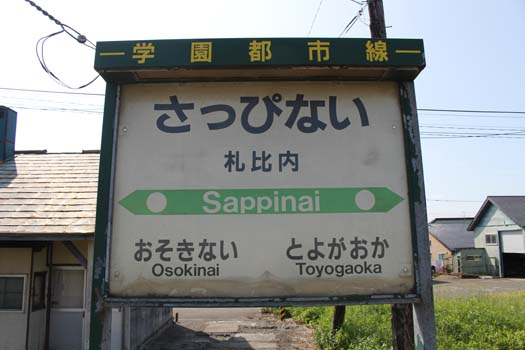 学園都市線
さっぴない
札比内
Sappinai
おそきない とよがおか
Osokinai Toyogaoka